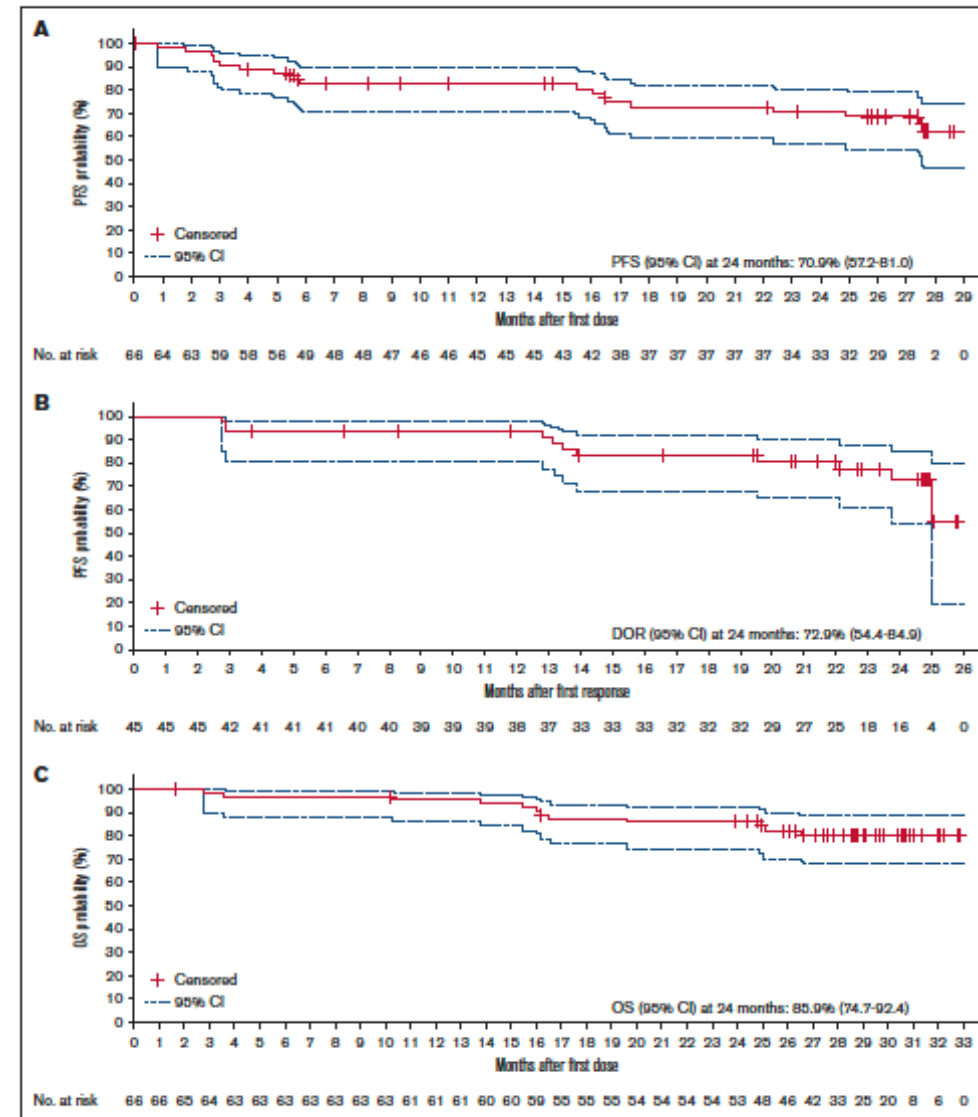 A
100
90
80
70
60
50
40
30
20
10
0
PFS probability (%)
Censored
95% CI
PFS (95% CI) at 24 months: 70.9% (57.2-81.0)
0 1 2 3 4 5 6 7 8 9 10 11 12 13 14 15 16 17 18 19 20 21 22 23 24 25 26 27 28 29
Months after first dose
No. at risk 66 64 63 59 58 56 49 48 48 47 46 46 45 45 45 43 42 38 37 37 37 37 37 34 33 32 29 28 2 0
B
100
90
80
70
60
50
40
30
20
10
0
PFS probability (%)
Censored
95% CI
DOR (95% CI) at 24 months: 72.9% (54.4-84.9)
0 1 2 3 4 5 6 7 8 9 10 11 12 13 14 15 16 17 18 19 20 21 22 23 24 25 26
Months after first response
No. at risk 45 45 45 42 41 41 41 40 40 39 39 39 38 37 33 33 33 32 32 32 29 27 25 18 16 4 0
C
100
90
80
70
60
50
40
30
20
10
0
OS probability (%)
Censored
95% CI
OS (95% CI) at 24 months: 85.9% (74.7-92.4)
0 1 2 3 4 5 6 7 8 9 10 11 12 13 14 15 16 17 18 19 20 21 22 23 24 25 26 27 28 29 30 31 32 33
Months after first dose
No. at risk 66 66 65 64 63 63 63 63 63 63 63 61 61 61 60 60 59 55 55 55 54 54 54 54 53 48 46 42 33 25 20 8 6 0